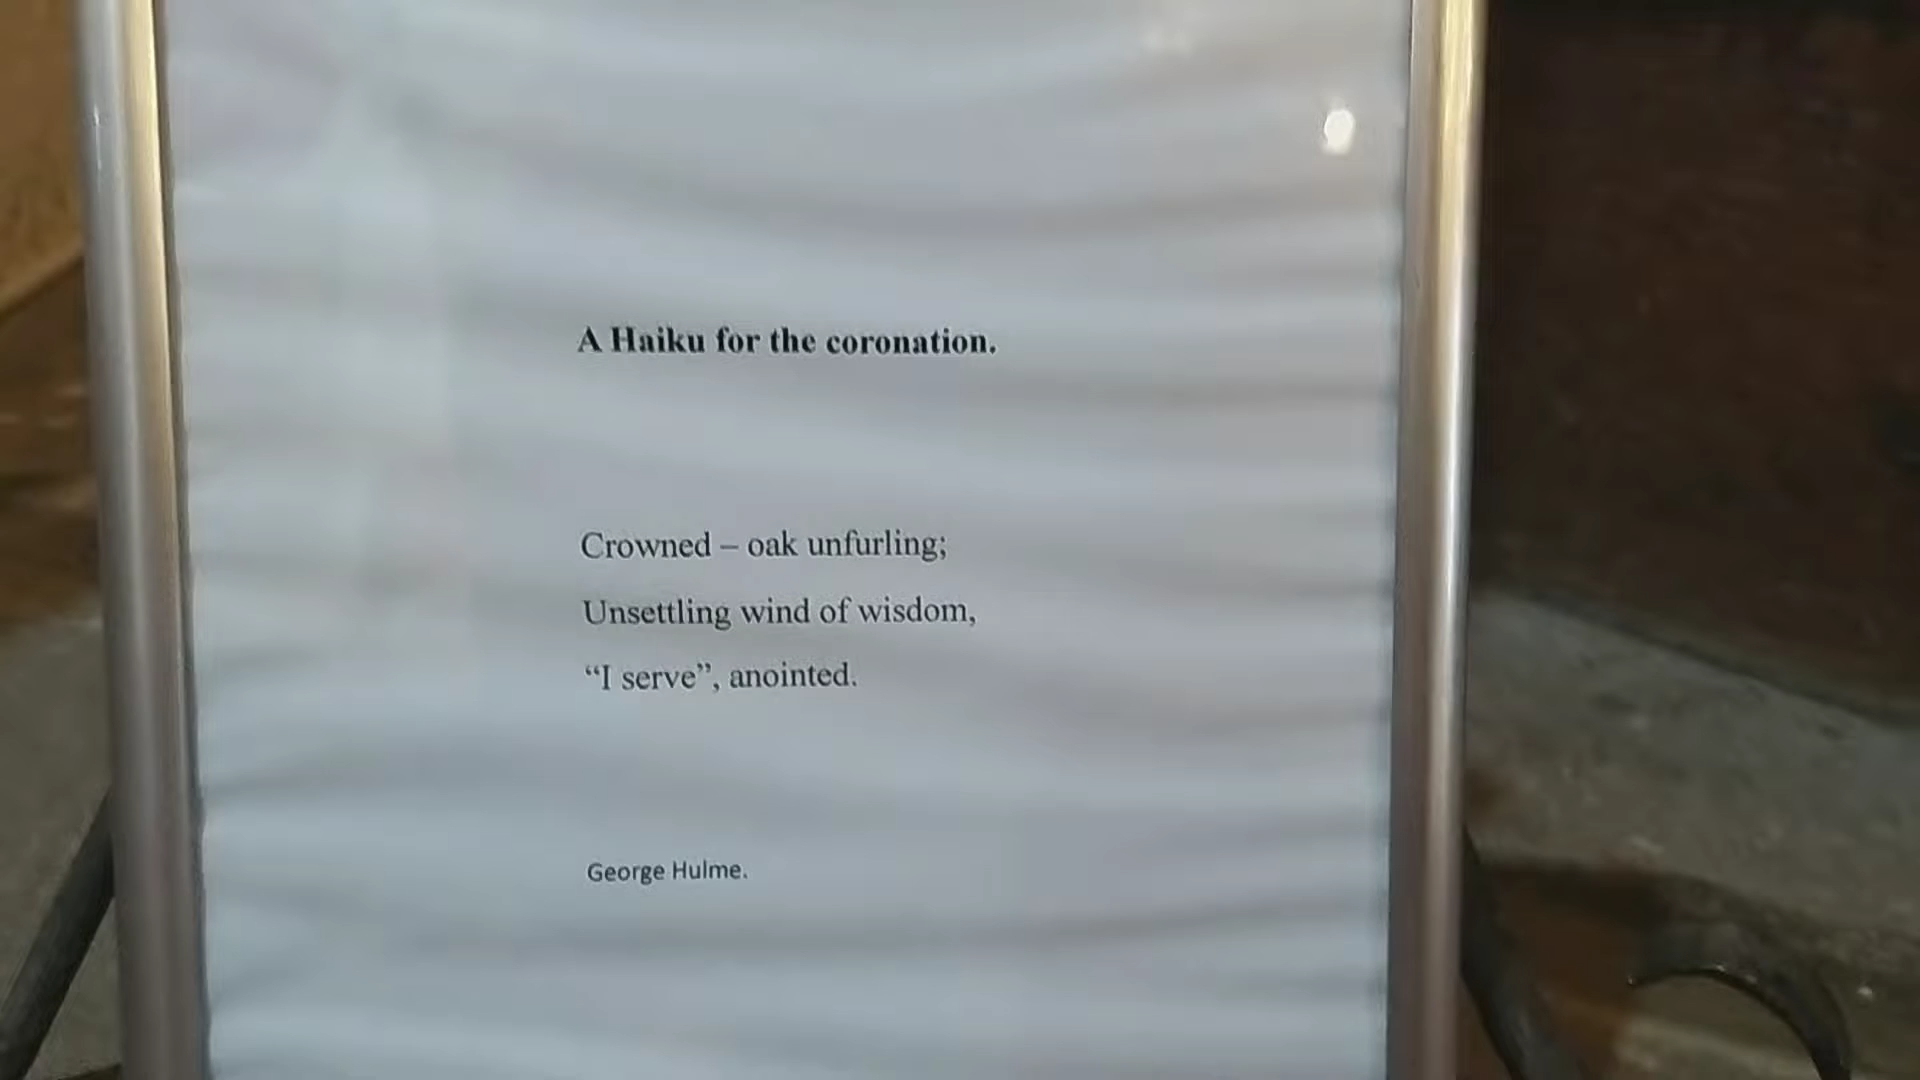 A Haiku for the coronation.
Crowned – oak unfurling;
Unsettling wind of wisdom,
“I serve”, anointed.
George Hulme.